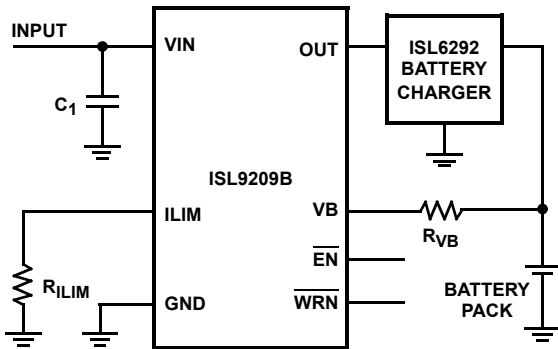 INPUT
VIN
OUT
ISL6292
BATTERY
CHARGER
C1
ISL9209B
ILIM
VB
RVB
EN
RILIM
GND
WRN
BATTERY
PACK